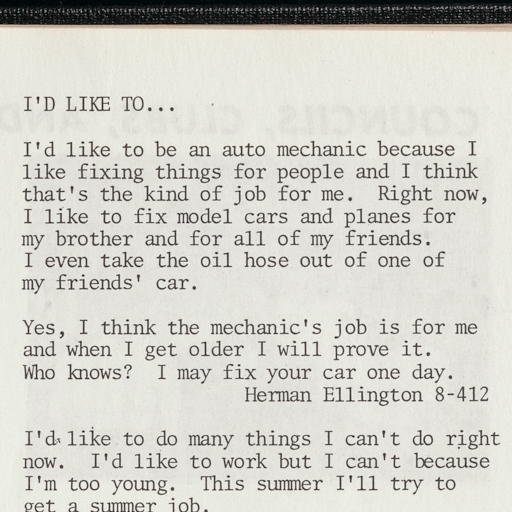 COUNCILS, CLUBS, AND
I'D LIKE TO...
I'd like to be an auto mechanic because I
like fixing things for people and I think
that's the kind of job for me.  Right now,
I like to fix model cars and planes for
my brother and for all of my friends.
I even take the oil hose out of one of
my friends' car.
Yes, I think the mechanic's job is for me
and when I get older I will prove it.
Who knows?  I may fix your car one day.
Herman Ellington 8-412
I'd like to do many things I can't do right
now.  I'd like to work but I can't because
I'm too young.  This summer I'll try to
get a summer job.